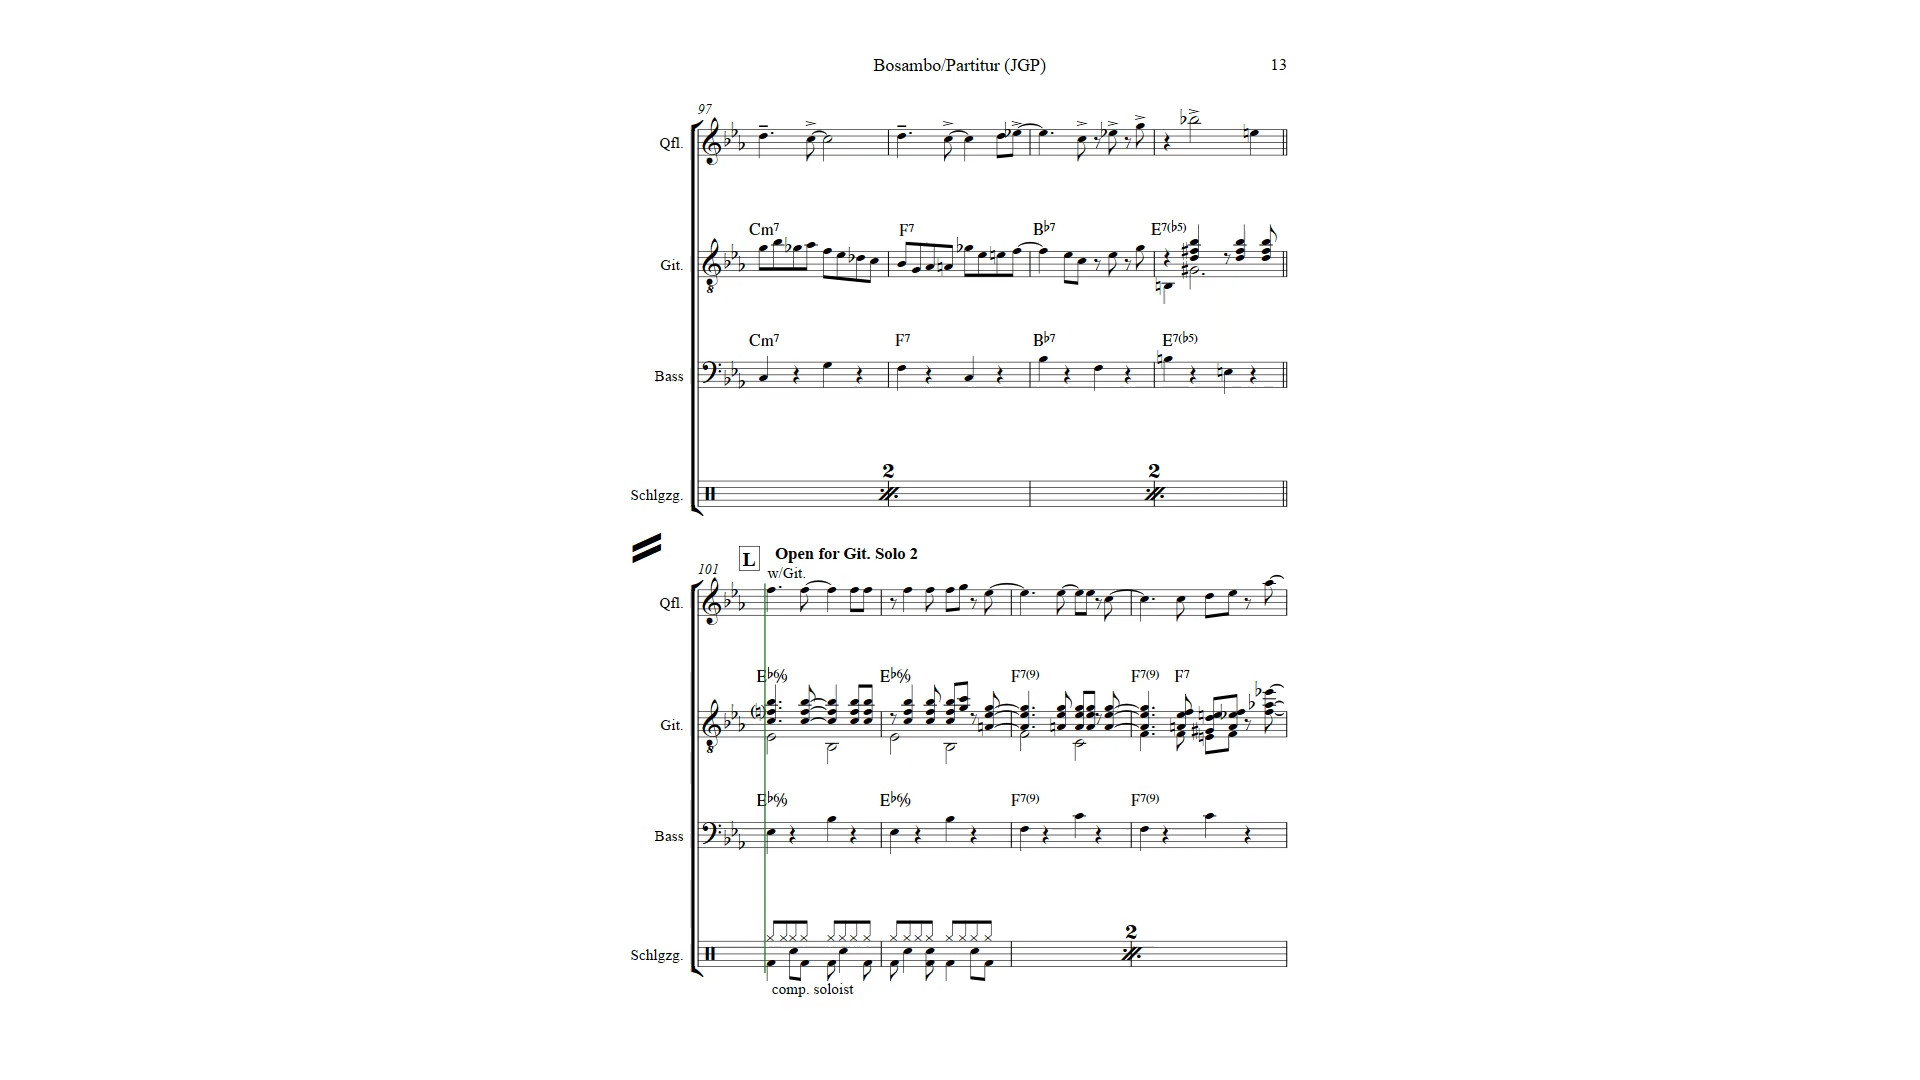 Bosambo/Partitur (JGP) 13
97
Qfl.
Cm7 F7 B♭7 E7(♭5)
Git.
8
Cm7 F7 B♭7 E7(♭5)
Bass
2 2
Schlgzg.
L Open for Git. Solo 2
101 w/Git.
Qfl.
E♭6/9 E♭6/9 F7(9) F7(9) F7
Git.
8
E♭6/9 E♭6/9 F7(9) F7(9)
Bass
2
Schlgzg.
comp. soloist